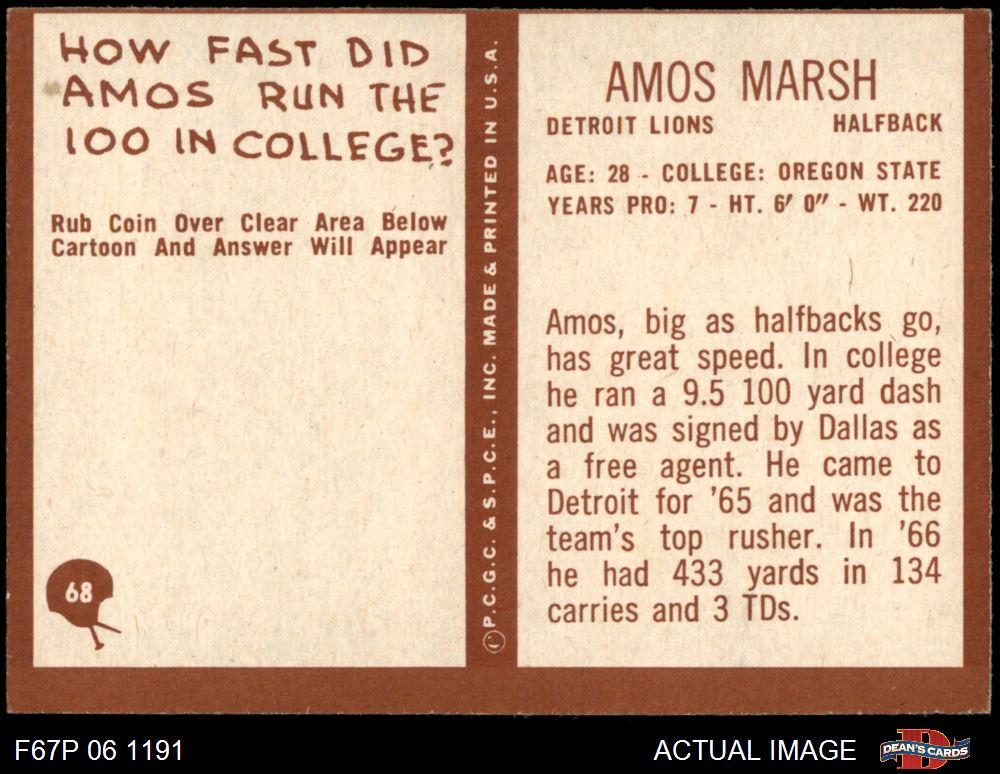 HOW FAST DID
AMOS RUN THE
100 IN COLLEGE?
Rub Coin Over Clear Area Below
Cartoon And Answer Will Appear
68
©P.C.G.C. & S.P.C.E., INC. MADE & PRINTED IN U.S.A.
AMOS MARSH
DETROIT LIONS HALFBACK
AGE: 28 - COLLEGE: OREGON STATE
YEARS PRO: 7 - HT. 6' 0" - WT. 220
Amos, big as halfbacks go,
has great speed. In college
he ran a 9.5 100 yard dash
and was signed by Dallas as
a free agent. He came to
Detroit for '65 and was the
team's top rusher. In '66
he had 433 yards in 134
carries and 3 TDs.
F67P 06 1191
ACTUAL IMAGE
DEAN'S CARDS